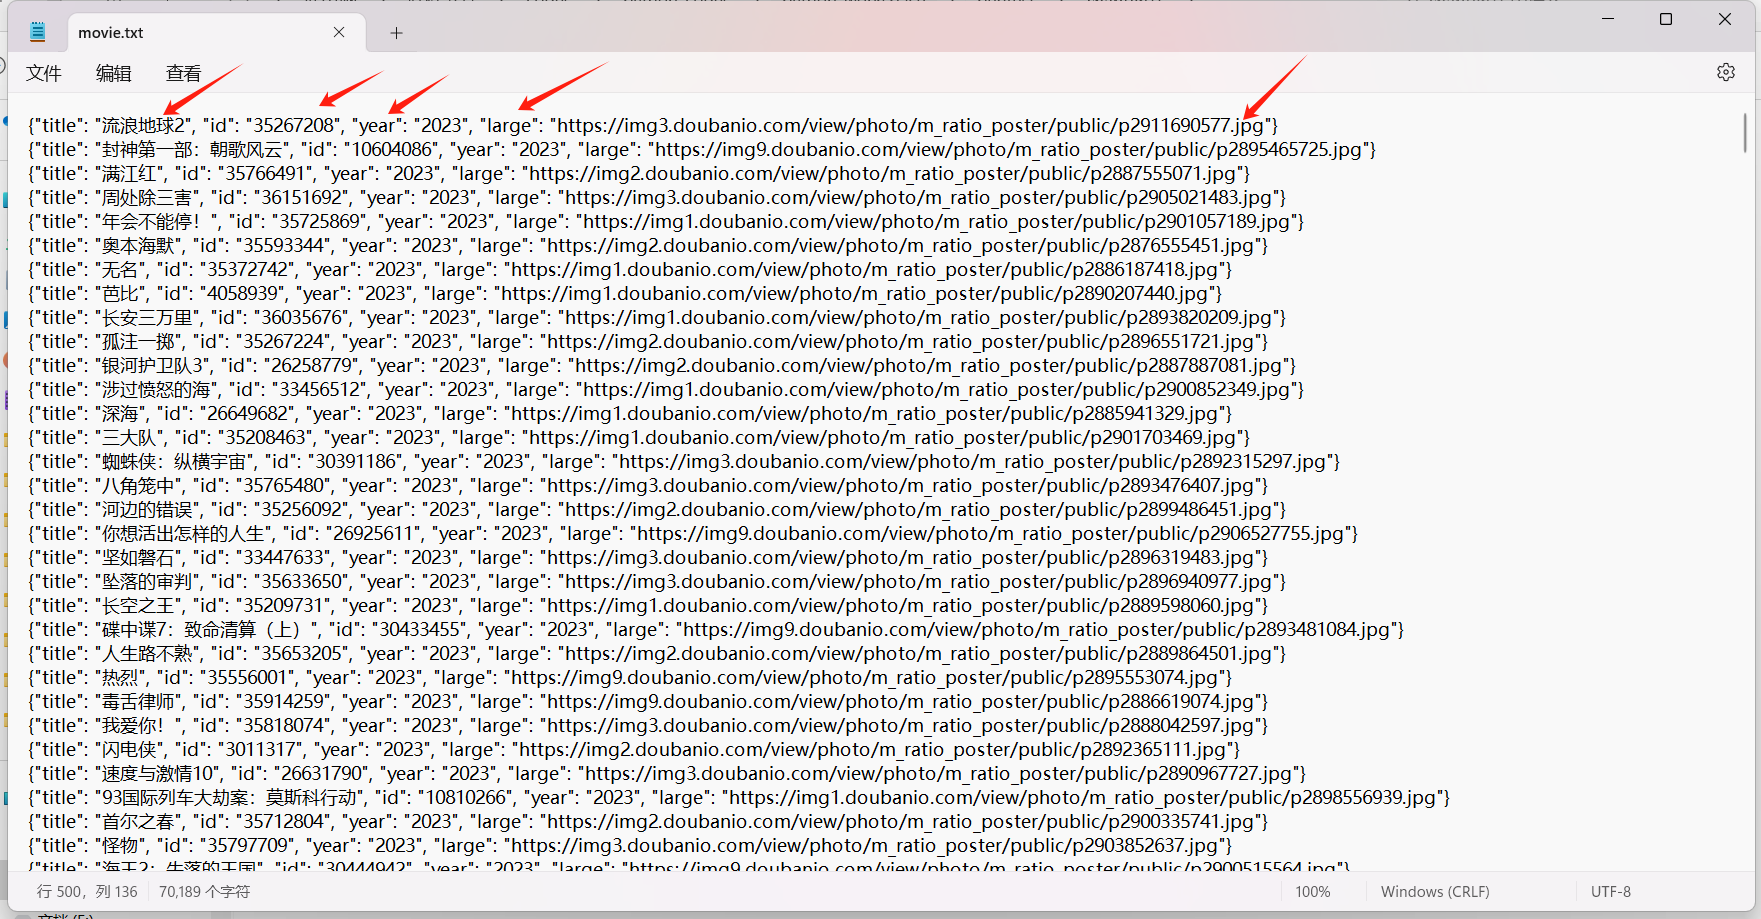 movie.txt
文件 编辑 查看
{"title": "流浪地球2", "id": "35267208", "year": "2023", "large": "https://img3.doubanio.com/view/photo/m_ratio_poster/public/p2911690577.jpg"}
{"title": "封神第一部：朝歌风云", "id": "10604086", "year": "2023", "large": "https://img9.doubanio.com/view/photo/m_ratio_poster/public/p2895465725.jpg"}
{"title": "满江红", "id": "35766491", "year": "2023", "large": "https://img2.doubanio.com/view/photo/m_ratio_poster/public/p2887555071.jpg"}
{"title": "周处除三害", "id": "36151692", "year": "2023", "large": "https://img3.doubanio.com/view/photo/m_ratio_poster/public/p2905021483.jpg"}
{"title": "年会不能停！", "id": "35725869", "year": "2023", "large": "https://img1.doubanio.com/view/photo/m_ratio_poster/public/p2901057189.jpg"}
{"title": "奥本海默", "id": "35593344", "year": "2023", "large": "https://img2.doubanio.com/view/photo/m_ratio_poster/public/p2876555451.jpg"}
{"title": "无名", "id": "35372742", "year": "2023", "large": "https://img1.doubanio.com/view/photo/m_ratio_poster/public/p2886187418.jpg"}
{"title": "芭比", "id": "4058939", "year": "2023", "large": "https://img1.doubanio.com/view/photo/m_ratio_poster/public/p2890207440.jpg"}
{"title": "长安三万里", "id": "36035676", "year": "2023", "large": "https://img1.doubanio.com/view/photo/m_ratio_poster/public/p2893820209.jpg"}
{"title": "孤注一掷", "id": "35267224", "year": "2023", "large": "https://img2.doubanio.com/view/photo/m_ratio_poster/public/p2896551721.jpg"}
{"title": "银河护卫队3", "id": "26258779", "year": "2023", "large": "https://img2.doubanio.com/view/photo/m_ratio_poster/public/p2887887081.jpg"}
{"title": "涉过愤怒的海", "id": "33456512", "year": "2023", "large": "https://img1.doubanio.com/view/photo/m_ratio_poster/public/p2900852349.jpg"}
{"title": "深海", "id": "26649682", "year": "2023", "large": "https://img1.doubanio.com/view/photo/m_ratio_poster/public/p2885941329.jpg"}
{"title": "三大队", "id": "35208463", "year": "2023", "large": "https://img1.doubanio.com/view/photo/m_ratio_poster/public/p2901703469.jpg"}
{"title": "蜘蛛侠：纵横宇宙", "id": "30391186", "year": "2023", "large": "https://img3.doubanio.com/view/photo/m_ratio_poster/public/p2892315297.jpg"}
{"title": "八角笼中", "id": "35765480", "year": "2023", "large": "https://img3.doubanio.com/view/photo/m_ratio_poster/public/p2893476407.jpg"}
{"title": "河边的错误", "id": "35256092", "year": "2023", "large": "https://img2.doubanio.com/view/photo/m_ratio_poster/public/p2899486451.jpg"}
{"title": "你想活出怎样的人生", "id": "26925611", "year": "2023", "large": "https://img9.doubanio.com/view/photo/m_ratio_poster/public/p2906527755.jpg"}
{"title": "坚如磐石", "id": "33447633", "year": "2023", "large": "https://img3.doubanio.com/view/photo/m_ratio_poster/public/p2896319483.jpg"}
{"title": "坠落的审判", "id": "35633650", "year": "2023", "large": "https://img3.doubanio.com/view/photo/m_ratio_poster/public/p2896940977.jpg"}
{"title": "长空之王", "id": "35209731", "year": "2023", "large": "https://img1.doubanio.com/view/photo/m_ratio_poster/public/p2889598060.jpg"}
{"title": "碟中谍7：致命清算（上）", "id": "30433455", "year": "2023", "large": "https://img9.doubanio.com/view/photo/m_ratio_poster/public/p2893481084.jpg"}
{"title": "人生路不熟", "id": "35653205", "year": "2023", "large": "https://img2.doubanio.com/view/photo/m_ratio_poster/public/p2889864501.jpg"}
{"title": "热烈", "id": "35556001", "year": "2023", "large": "https://img9.doubanio.com/view/photo/m_ratio_poster/public/p2895553074.jpg"}
{"title": "毒舌律师", "id": "35914259", "year": "2023", "large": "https://img9.doubanio.com/view/photo/m_ratio_poster/public/p2886619074.jpg"}
{"title": "我爱你！", "id": "35818074", "year": "2023", "large": "https://img3.doubanio.com/view/photo/m_ratio_poster/public/p2888042597.jpg"}
{"title": "闪电侠", "id": "3011317", "year": "2023", "large": "https://img2.doubanio.com/view/photo/m_ratio_poster/public/p2892365111.jpg"}
{"title": "速度与激情10", "id": "26631790", "year": "2023", "large": "https://img3.doubanio.com/view/photo/m_ratio_poster/public/p2890967727.jpg"}
{"title": "93国际列车大劫案：莫斯科行动", "id": "10810266", "year": "2023", "large": "https://img1.doubanio.com/view/photo/m_ratio_poster/public/p2898556939.jpg"}
{"title": "首尔之春", "id": "35712804", "year": "2023", "large": "https://img2.doubanio.com/view/photo/m_ratio_poster/public/p2900335741.jpg"}
{"title": "怪物", "id": "35797709", "year": "2023", "large": "https://img3.doubanio.com/view/photo/m_ratio_poster/public/p2903852637.jpg"}
{"title": "海王2：失落的王国", "id": "30444942", "year": "2023", "large": "https://img9.doubanio.com/view/photo/m_ratio_poster/public/p2900515564.jpg"}
行 500，列 136 70,189 个字符 100% Windows (CRLF) UTF-8